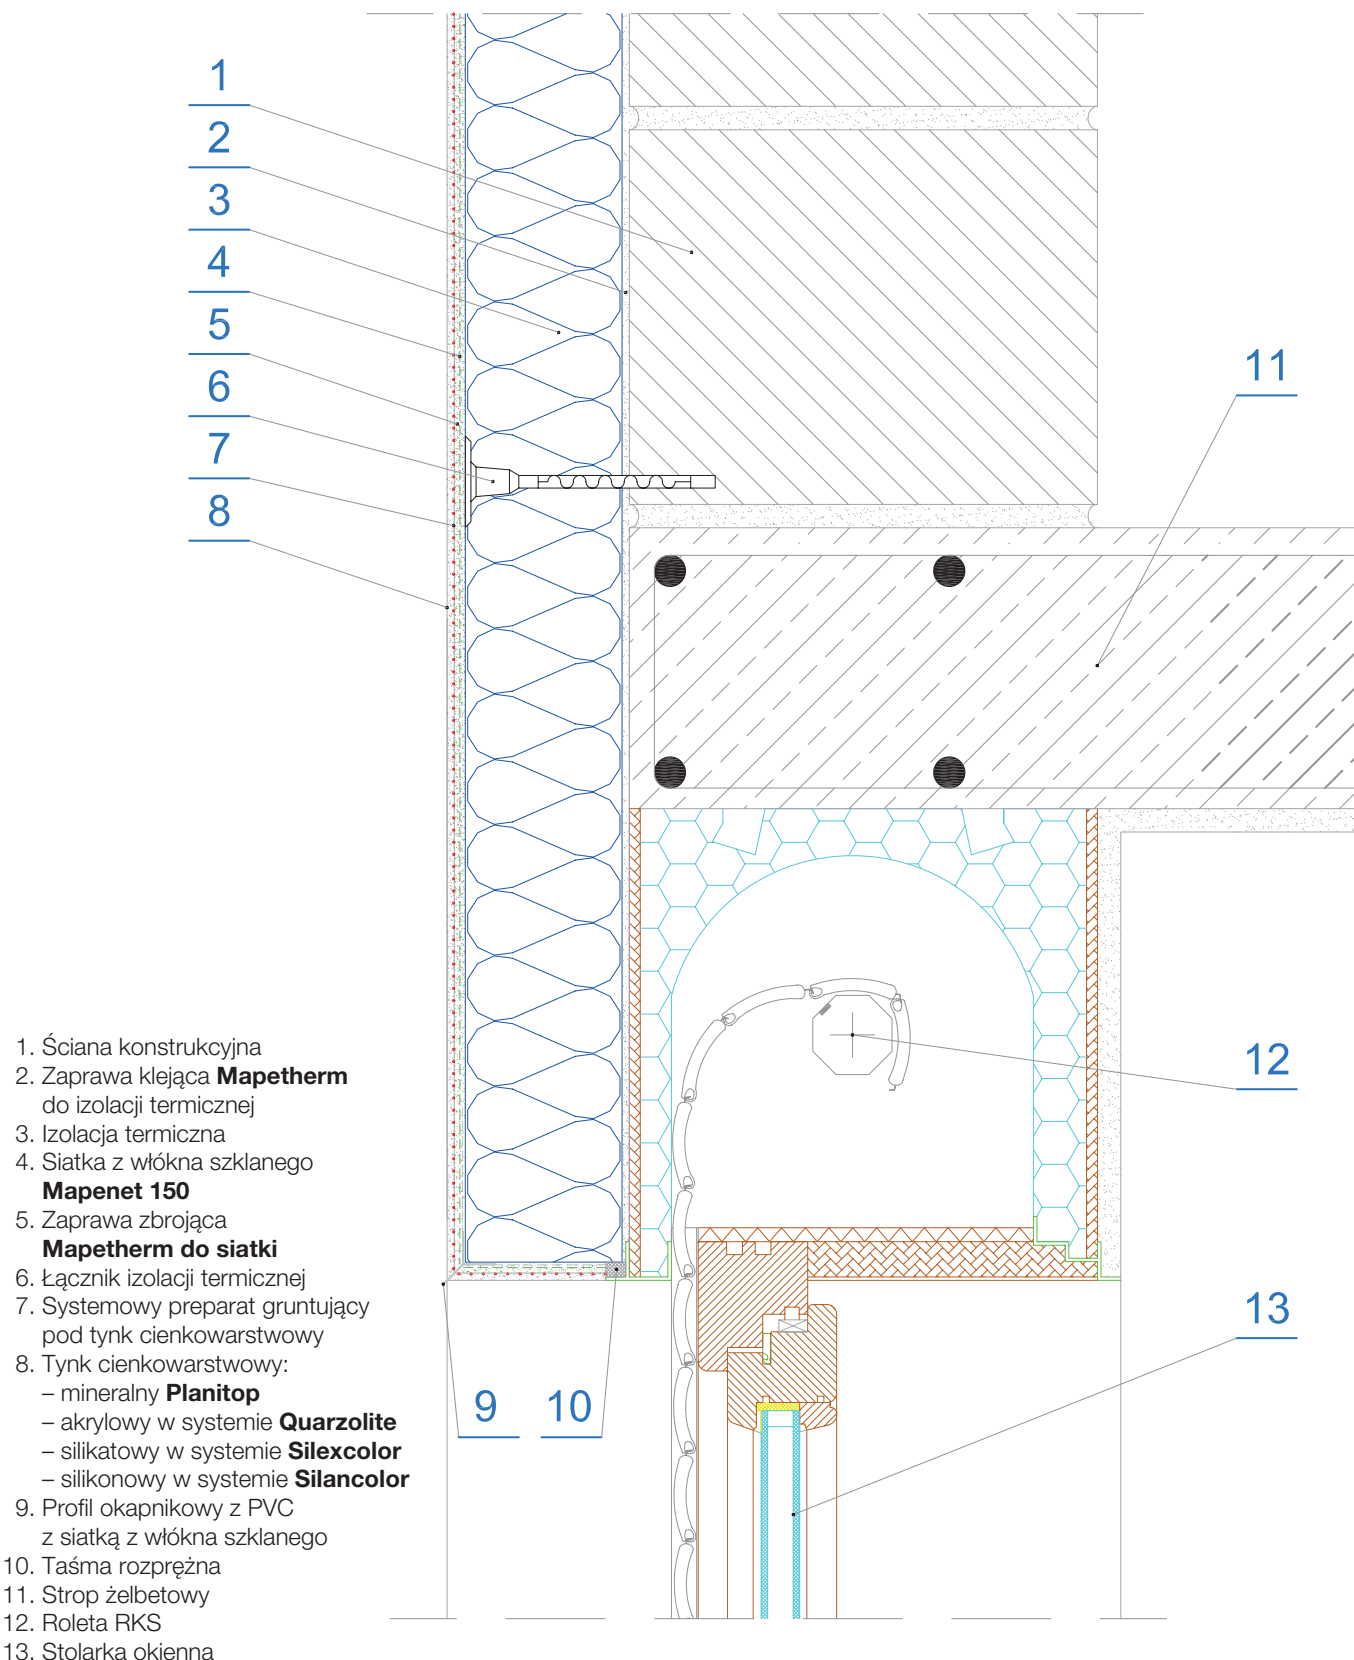 1
2
3
4
5
6
7
8
11
12
13
9
10
1. Ściana konstrukcyjna
2. Zaprawa klejąca Mapetherm
do izolacji termicznej
3. Izolacja termiczna
4. Siatka z włókna szklanego
Mapenet 150
5. Zaprawa zbrojąca
Mapetherm do siatki
6. Łącznik izolacji termicznej
7. Systemowy preparat gruntujący
pod tynk cienkowarstwowy
8. Tynk cienkowarstwowy:
– mineralny Planitop
– akrylowy w systemie Quarzolite
– silikatowy w systemie Silexcolor
– silikonowy w systemie Silancolor
9. Profil okapnikowy z PVC
z siatką z włókna szklanego
10. Taśma rozprężna
11. Strop żelbetowy
12. Roleta RKS
13. Stolarka okienna